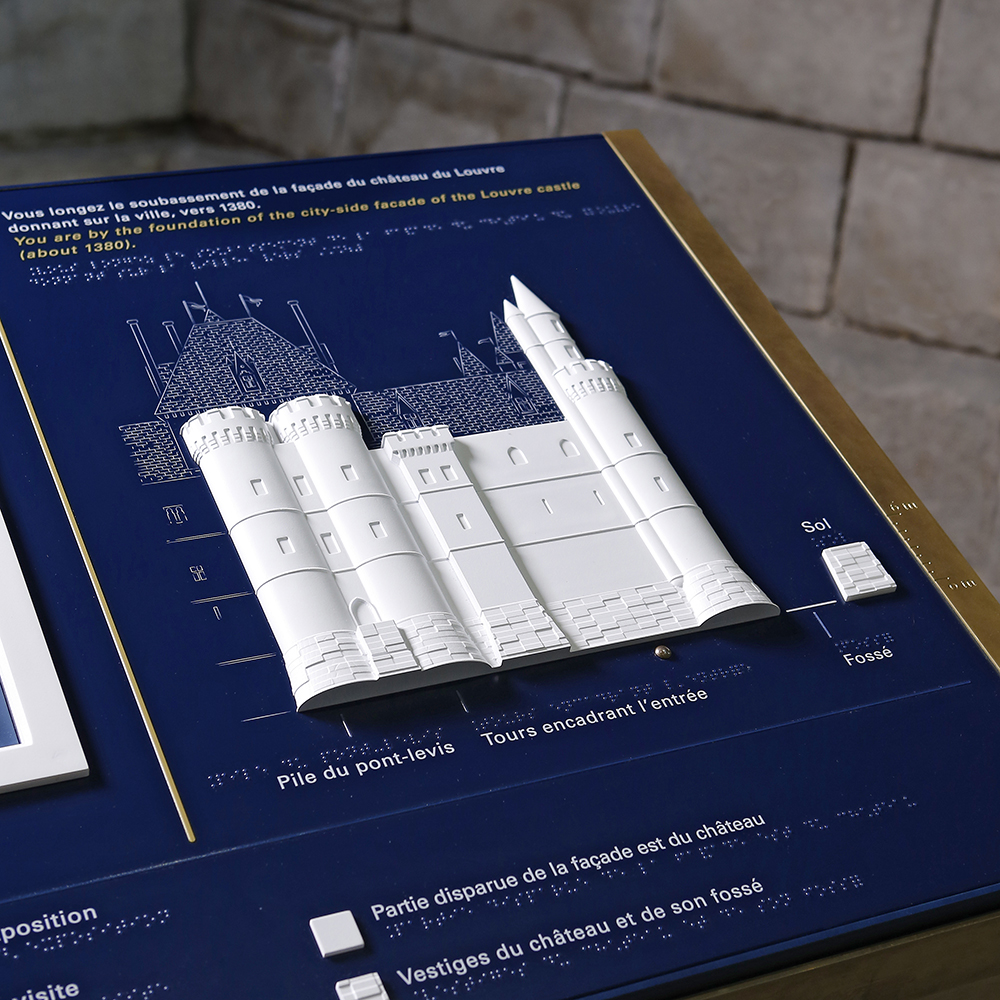 Vous longez le soubassement de la façade du château du Louvre
donnant sur la ville, vers 1380.
You are by the foundation of the city-side facade of the Louvre castle
(about 1380).
Sol
Fossé
Tours encadrant l'entrée
Pile du pont-levis
Partie disparue de la façade est du château
position
Vestiges du château et de son fossé
visite